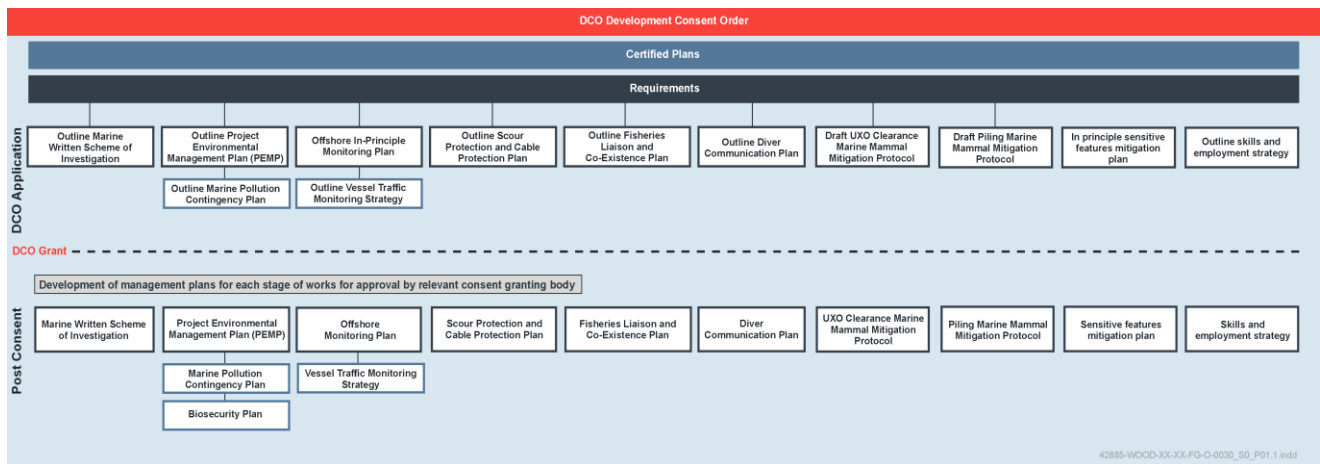 DCO Development Consent Order
Certified Plans
Requirements
DCO Application
Outline Marine
Written Scheme of
Investigation
Outline Project
Environmental
Management Plan (PEMP)
Offshore In-Principle
Monitoring Plan
Outline Scour
Protection and Cable
Protection Plan
Outline Fisheries
Liaison and
Co-Existence Plan
Outline Diver
Communication Plan
Draft UXO Clearance
Marine Mammal
Mitigation Protocol
Draft Piling Marine
Mammal Mitigation
Protocol
In principle sensitive
features mitigation
plan
Outline skills and
employment strategy
Outline Marine Pollution
Contingency Plan
Outline Vessel Traffic
Monitoring Strategy
DCO Grant
Post Consent
Development of management plans for each stage of works for approval by relevant consent granting body
Marine Written Scheme
of Investigation
Project Environmental
Management Plan (PEMP)
Offshore
Monitoring Plan
Scour Protection and
Cable Protection Plan
Fisheries Liaison and
Co-Existence Plan
Diver
Communication Plan
UXO Clearance Marine
Mammal Mitigation
Protocol
Piling Marine Mammal
Mitigation Protocol
Sensitive features
mitigation plan
Skills and
employment strategy
Marine Pollution
Contingency Plan
Vessel Traffic Monitoring
Strategy
Biosecurity Plan
42885-WOOD-XX-XX-FG-O-0030_S0_P01.1.indd